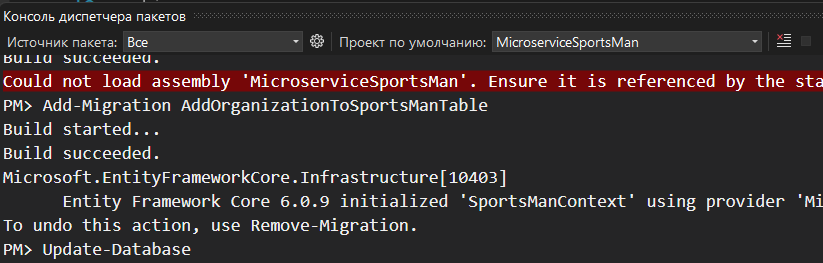 Консоль диспетчера пакетов
Источник пакета: Все Проект по умолчанию: MicroserviceSportsMan
Build succeeded.
Could not load assembly 'MicroserviceSportsMan'. Ensure it is referenced by the sta
PM> Add-Migration AddOrganizationToSportsManTable
Build started...
Build succeeded.
Microsoft.EntityFrameworkCore.Infrastructure[10403]
Entity Framework Core 6.0.9 initialized 'SportsManContext' using provider 'Mi
To undo this action, use Remove-Migration.
PM> Update-Database